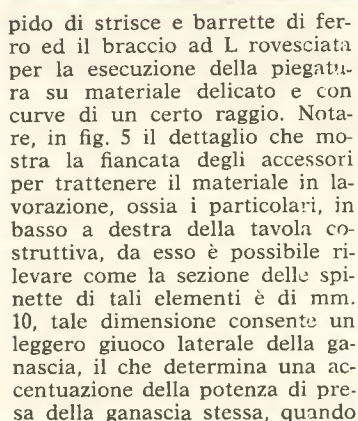 pido di strisce e barrette di fer-
ro ed il braccio ad L rovesciata
per la esecuzione della piegatu-
ra su materiale delicato e con
curve di un certo raggio. Nota-
re, in fig. 5 il dettaglio che mo-
stra la fiancata degli accessori
per trattenere il materiale in la-
vorazione, ossia i particolari, in
basso a destra della tavola co-
struttiva, da esso è possibile ri-
levare come la sezione delle spi-
nette di tali elementi è di mm.
10, tale dimensione consente un
leggero giuoco laterale della ga-
nascia, il che determina una ac-
centuazione della potenza di pre-
sa della ganascia stessa, quando